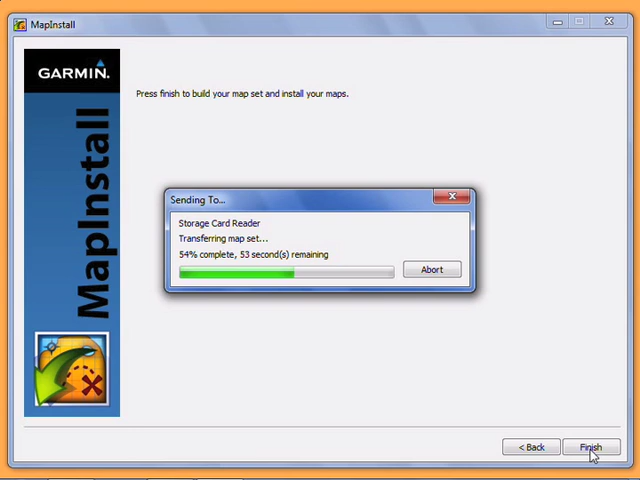 MapInstall
GARMIN.
MapInstall
Press finish to build your map set and install your maps.
Sending To...
Storage Card Reader
Transferring map set...
54% complete, 53 second(s) remaining
Abort
< Back
Finish